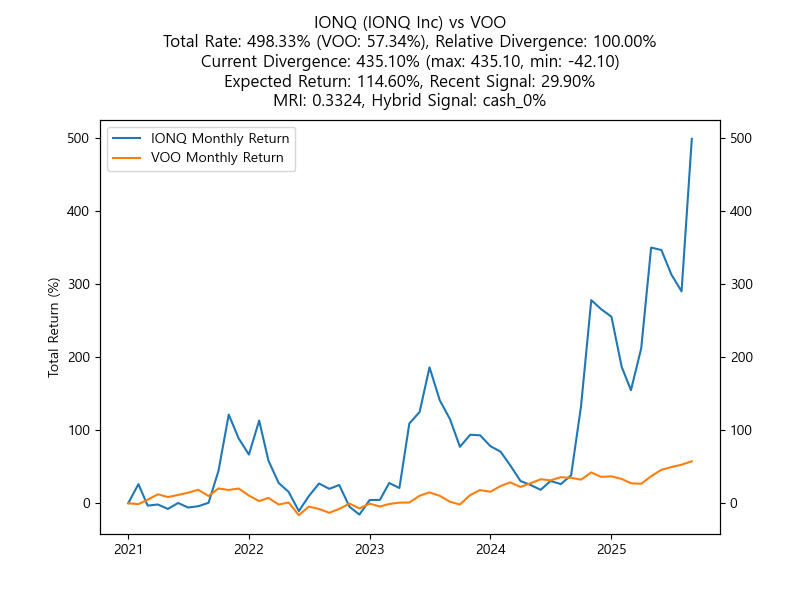 IONQ (IONQ Inc) vs VOO
Total Rate: 498.33% (VOO: 57.34%), Relative Divergence: 100.00%
Current Divergence: 435.10% (max: 435.10, min: -42.10)
Expected Return: 114.60%, Recent Signal: 29.90%
MRI: 0.3324, Hybrid Signal: cash_0%
IONQ Monthly Return
VOO Monthly Return
Total Return (%)
500
400
300
200
100
0
500
400
300
200
100
0
2021 2022 2023 2024 2025